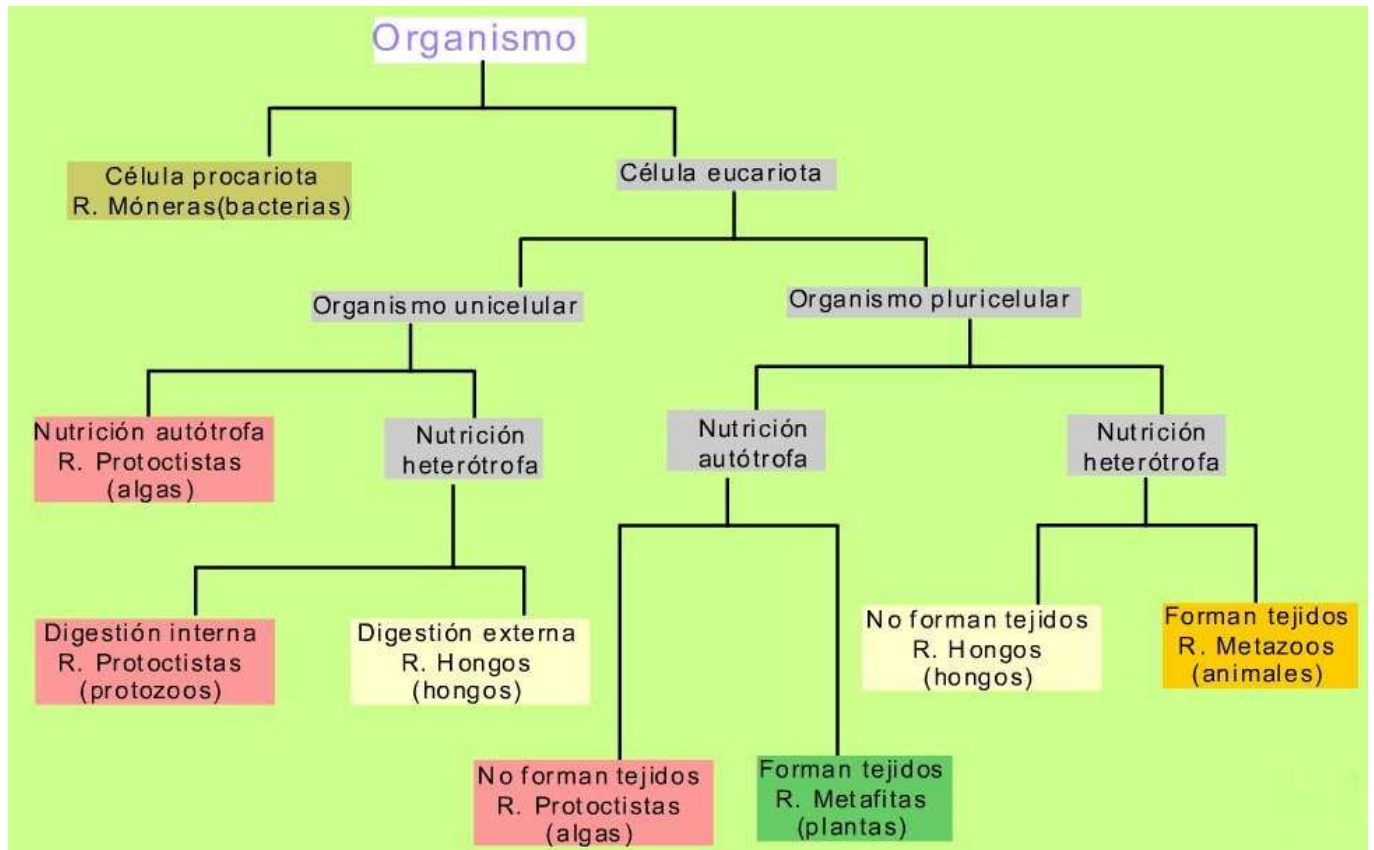 Organismo
Célula procariota
R. Móneras(bacterias)
Célula eucariota
Organismo unicelular
Organismo pluricelular
Nutrición autótrofa
R. Protoctistas
(algas)
Nutrición
heterótrofa
Nutrición
autótrofa
Nutrición
heterótrofa
Digestión interna
R. Protoctistas
(protozoos)
Digestión externa
R. Hongos
(hongos)
No forman tejidos
R. Hongos
(hongos)
Forman tejidos
R. Metazoos
(animales)
No forman tejidos
R. Protoctistas
(algas)
Forman tejidos
R. Metafitas
(plantas)